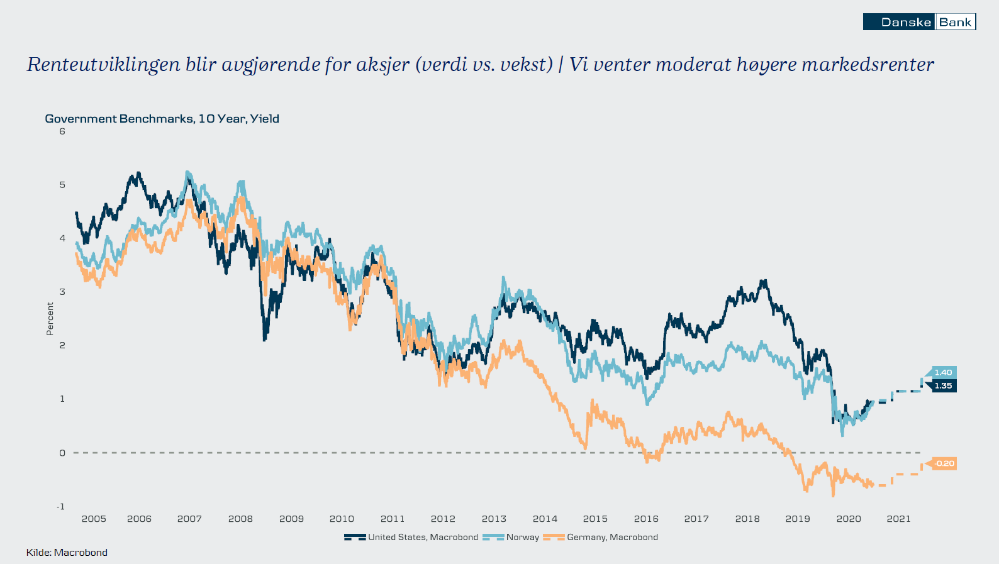 Danske Bank
Renteutviklingen blir avgjørende for aksjer (verdi vs. vekst) | Vi venter moderat høyere markedsrenter
Government Benchmarks, 10 Year, Yield
6
5
4
3
2
1
0
-1
Percent
1.40
1.35
-0.20
2005 2006 2007 2008 2009 2010 2011 2012 2013 2014 2015 2016 2017 2018 2019 2020 2021
United States, Macrobond Norway Germany, Macrobond
Kilde: Macrobond